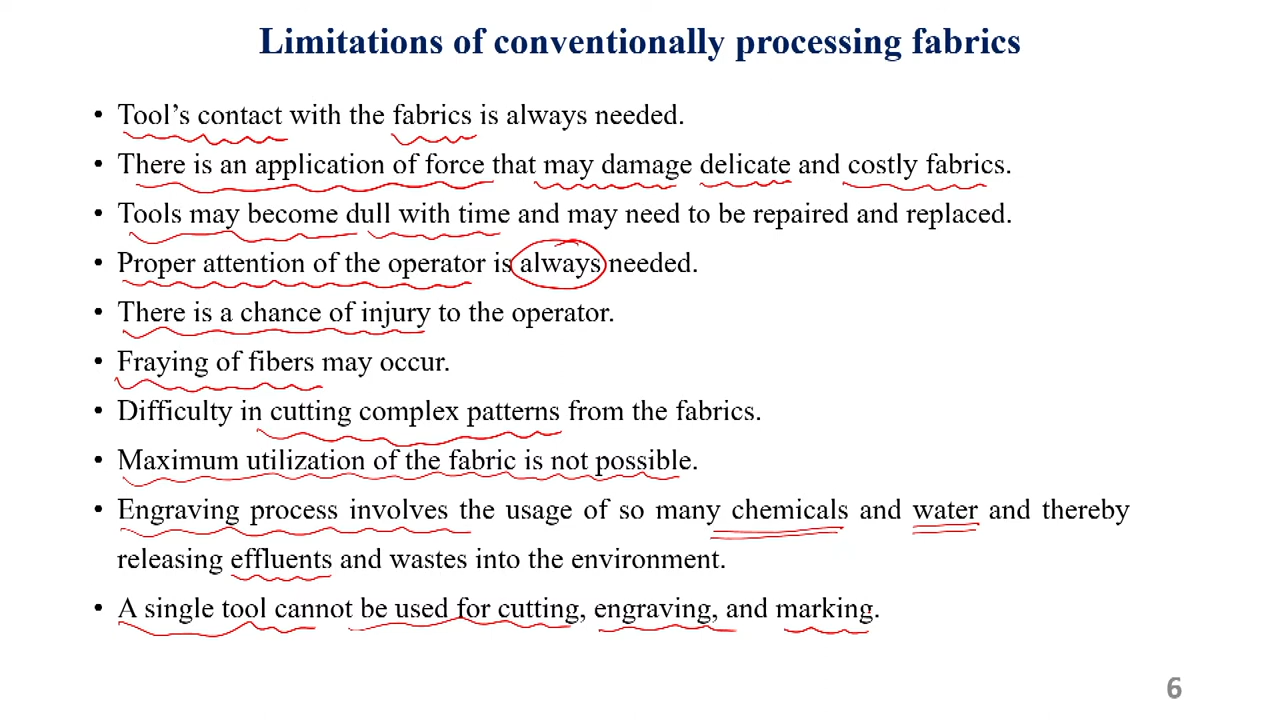 Limitations of conventionally processing fabrics
• Tool’s contact with the fabrics is always needed.
• There is an application of force that may damage delicate and costly fabrics.
• Tools may become dull with time and may need to be repaired and replaced.
• Proper attention of the operator is always needed.
• There is a chance of injury to the operator.
• Fraying of fibers may occur.
• Difficulty in cutting complex patterns from the fabrics.
• Maximum utilization of the fabric is not possible.
• Engraving process involves the usage of so many chemicals and water and thereby
releasing effluents and wastes into the environment.
• A single tool cannot be used for cutting, engraving, and marking.
6